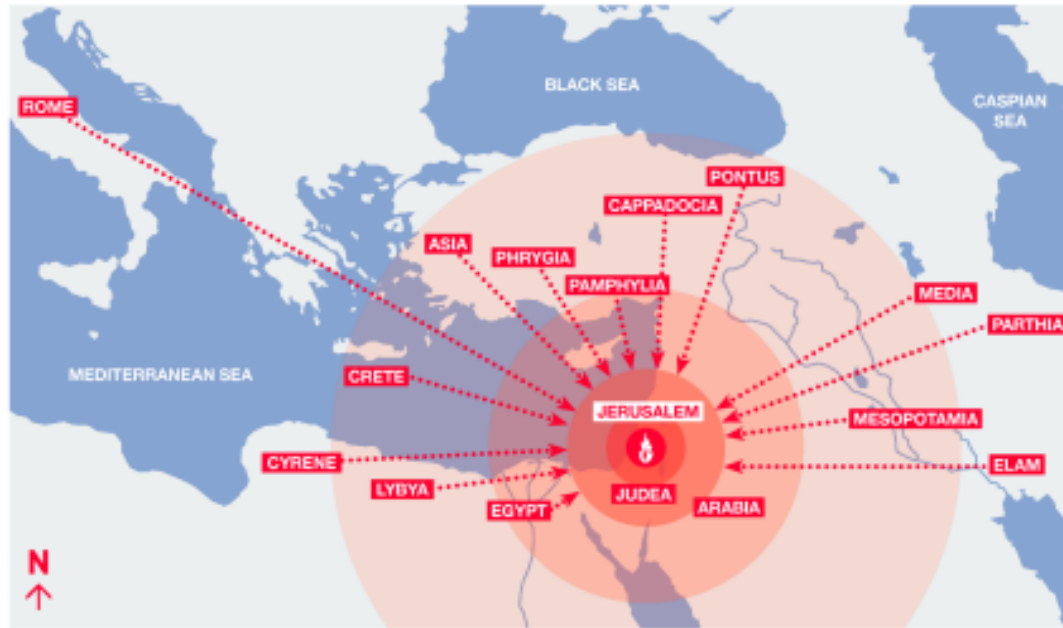 BLACK SEA
CASPIAN
SEA
ROME
PONTUS
CAPPADOCIA
ASIA
PHRYGIA
PAMPHYLIA
MEDIA
PARTHIA
MEDITERRANEAN SEA
CRETE
JERUSALEM
MESOPOTAMIA
CYRENE
ELAM
LYBYA
JUDEA
EGYPT
ARABIA
N